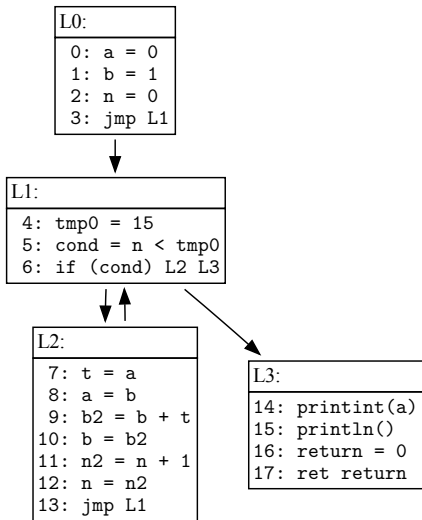 L0:
0: a = 0
1: b = 1
2: n = 0
3: jmp L1
L1:
4: tmp0 = 15
5: cond = n < tmp0
6: if (cond) L2 L3
L2:
7: t = a
8: a = b
9: b2 = b + t
10: b = b2
11: n2 = n + 1
12: n = n2
13: jmp L1
L3:
14: printint(a)
15: println()
16: return = 0
17: ret return